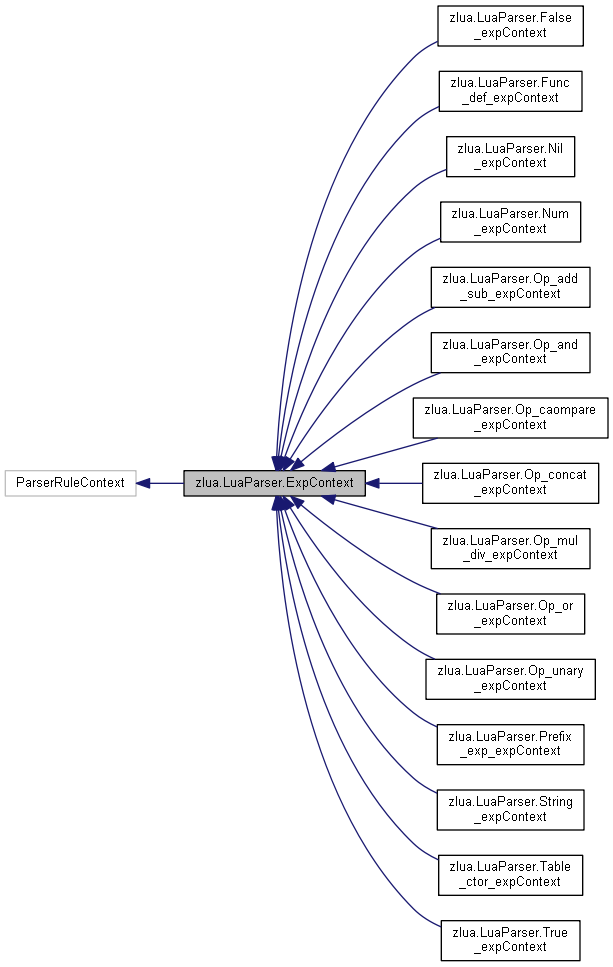 zlua.LuaParser.False
_expContext
zlua.LuaParser.Func
_def_expContext
zlua.LuaParser.Nil
_expContext
zlua.LuaParser.Num
_expContext
zlua.LuaParser.Op_add
_sub_expContext
zlua.LuaParser.Op_and
_expContext
zlua.LuaParser.Op_caompare
_expContext
ParserRuleContext
zlua.LuaParser.ExpContext
zlua.LuaParser.Op_concat
_expContext
zlua.LuaParser.Op_mul
_div_expContext
zlua.LuaParser.Op_or
_expContext
zlua.LuaParser.Op_unary
_expContext
zlua.LuaParser.Prefix
_exp_expContext
zlua.LuaParser.String
_expContext
zlua.LuaParser.Table
_ctor_expContext
zlua.LuaParser.True
_expContext